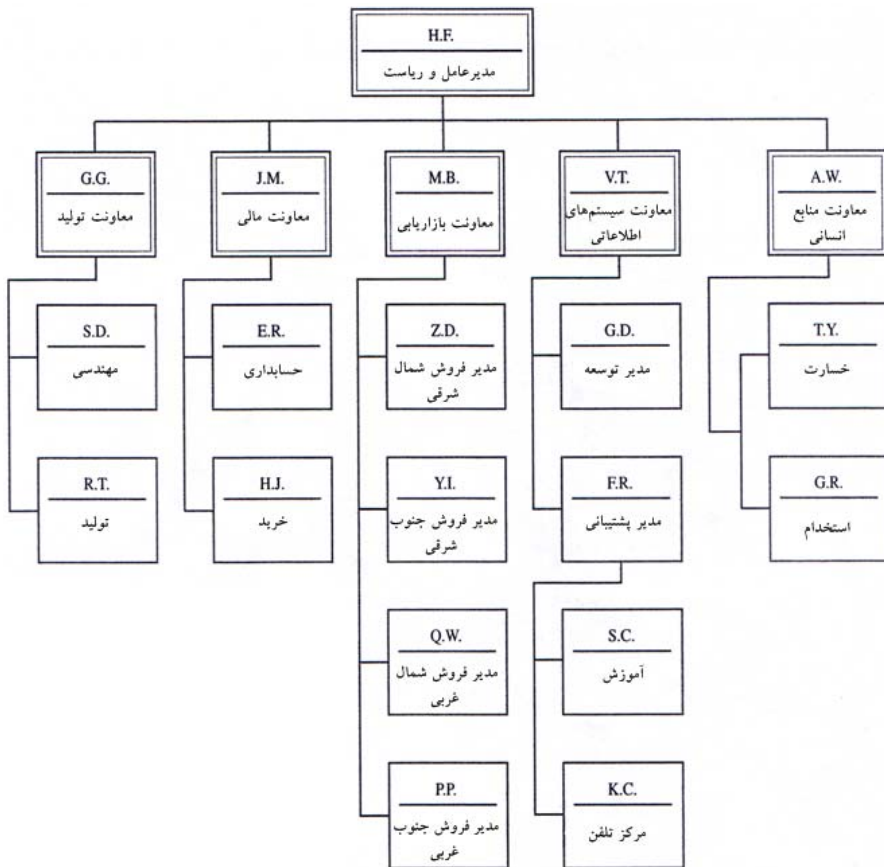 H.F.
مدیرعامل و ریاست
G.G.
معاونت تولید
J.M.
معاونت مالی
M.B.
معاونت بازاریابی
V.T.
معاونت سیستم‌های
اطلاعاتی
A.W.
معاونت منابع
انسانی
S.D.
مهندسی
E.R.
حسابداری
Z.D.
مدیر فروش شمال
شرقی
G.D.
مدیر توسعه
T.Y.
خسارت
R.T.
تولید
H.J.
خرید
Y.I.
مدیر فروش جنوب
شرقی
F.R.
مدیر پشتیبانی
G.R.
استخدام
Q.W.
مدیر فروش شمال
غربی
S.C.
آموزش
P.P.
مدیر فروش جنوب
غربی
K.C.
مرکز تلفن